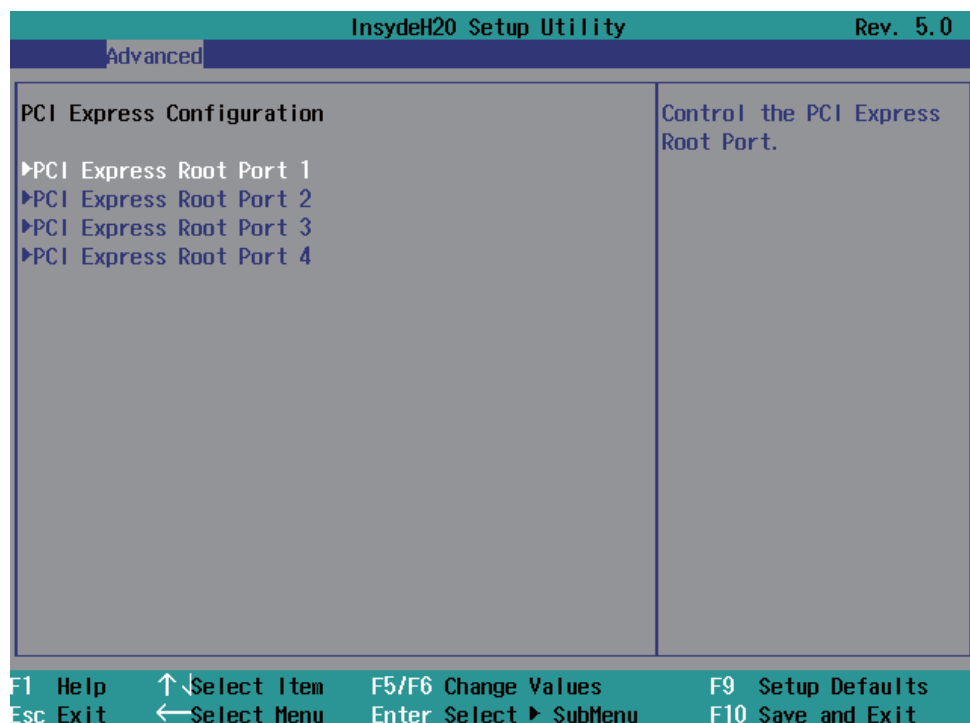 InsydeH20 Setup Utility Rev. 5.0
Advanced
PCI Express Configuration
▶PCI Express Root Port 1
▶PCI Express Root Port 2
▶PCI Express Root Port 3
▶PCI Express Root Port 4
Control the PCI Express
Root Port.
F1 Help ↑↓Select Item F5/F6 Change Values F9 Setup Defaults
Esc Exit ←Select Menu Enter Select ▶ SubMenu F10 Save and Exit